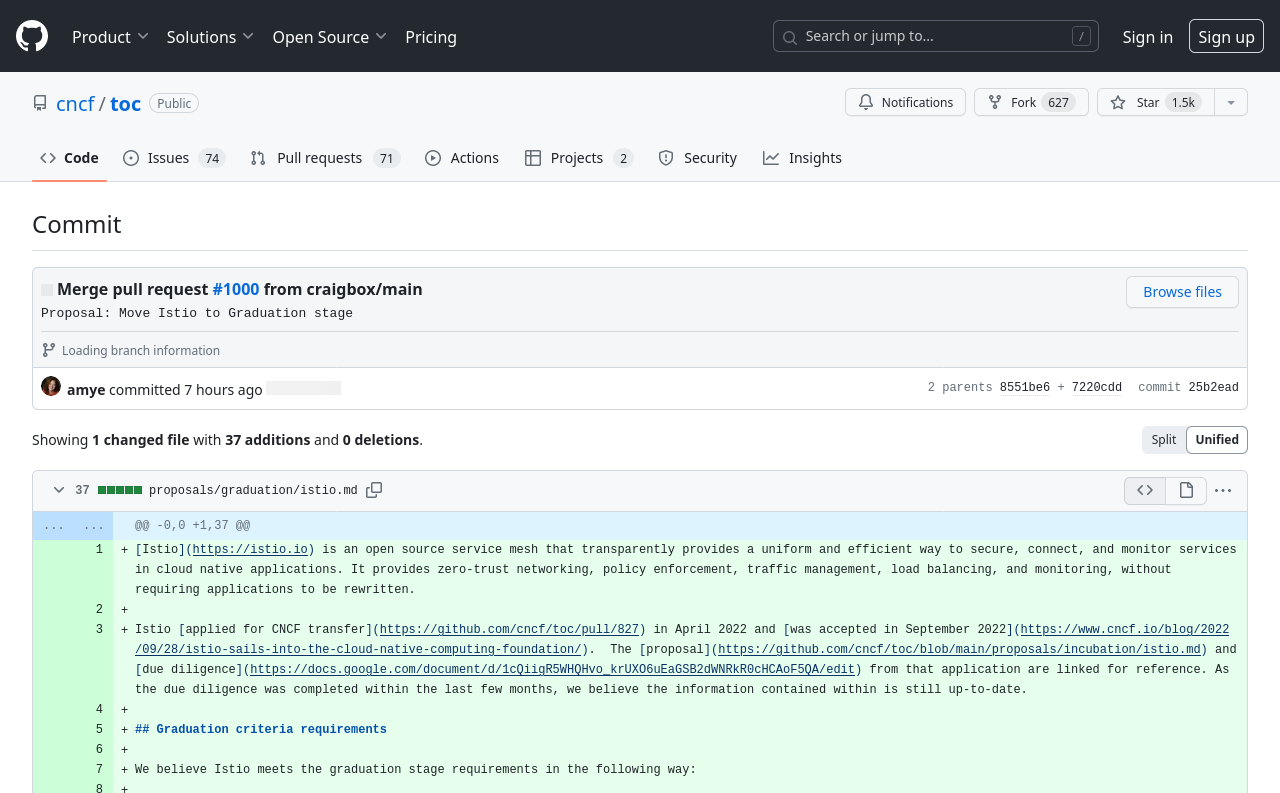 Product Solutions Open Source Pricing Search or jump to... / Sign in Sign up
cncf / toc Public Notifications Fork 627 Star 1.5k
Code Issues 74 Pull requests 71 Actions Projects 2 Security Insights
Commit
Merge pull request #1000 from craigbox/main Browse files
Proposal: Move Istio to Graduation stage
Loading branch information
amye committed 7 hours ago 2 parents 8551be6 + 7220cdd commit 25b2ead
Showing 1 changed file with 37 additions and 0 deletions. Split Unified
37 proposals/graduation/istio.md
... ... @@ -0,0 +1,37 @@
1 + [Istio](https://istio.io) is an open source service mesh that transparently provides a uniform and efficient way to secure, connect, and monitor services
in cloud native applications. It provides zero-trust networking, policy enforcement, traffic management, load balancing, and monitoring, without
requiring applications to be rewritten.
2 +
3 + Istio [applied for CNCF transfer](https://github.com/cncf/toc/pull/827) in April 2022 and [was accepted in September 2022](https://www.cncf.io/blog/2022
/09/28/istio-sails-into-the-cloud-native-computing-foundation/).  The [proposal](https://github.com/cncf/toc/blob/main/proposals/incubation/istio.md) and
[due diligence](https://docs.google.com/document/d/1cQiiqR5WHQHvo_krUXO6uEaGSB2dWNRkR0cHCAoF5QA/edit) from that application are linked for reference. As
the due diligence was completed within the last few months, we believe the information contained within is still up-to-date.
4 +
5 + ## Graduation criteria requirements
6 +
7 + We believe Istio meets the graduation stage requirements in the following way:
8 +